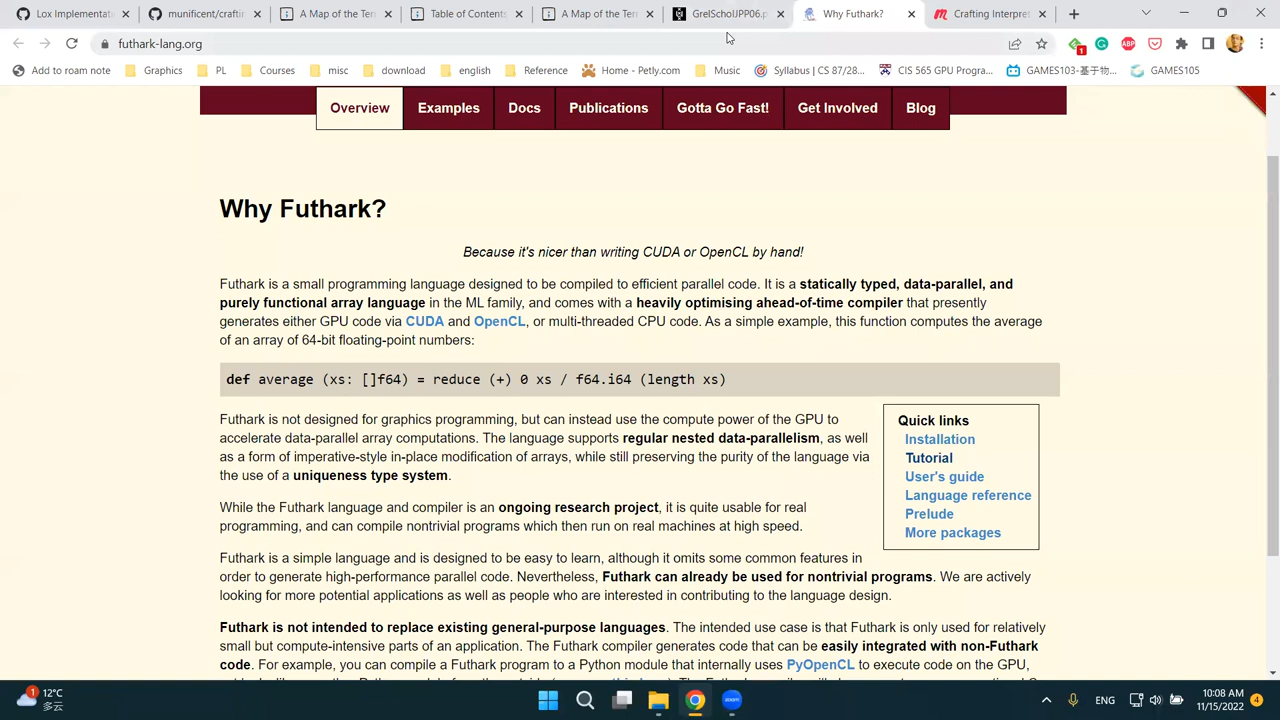 Lox Implementat
munificent/craftin
A Map of the Terr
Table of Contents
A Map of the Terr
GrelScholJPP06.p
Why Futhark?
Crafting Interpret
futhark-lang.org
1
ABP
Add to roam note
Graphics
PL
Courses
misc
download
english
Reference
Home - Petly.com
Music
Syllabus | CS 87/28...
CIS 565 GPU Progra...
GAMES103-基于物...
GAMES105
Overview
Examples
Docs
Publications
Gotta Go Fast!
Get Involved
Blog
Why Futhark?
Because it's nicer than writing CUDA or OpenCL by hand!
Futhark is a small programming language designed to be compiled to efficient parallel code. It is a statically typed, data-parallel, and
purely functional array language in the ML family, and comes with a heavily optimising ahead-of-time compiler that presently
generates either GPU code via CUDA and OpenCL, or multi-threaded CPU code. As a simple example, this function computes the average
of an array of 64-bit floating-point numbers:
def average (xs: []f64) = reduce (+) 0 xs / f64.i64 (length xs)
Futhark is not designed for graphics programming, but can instead use the compute power of the GPU to
accelerate data-parallel array computations. The language supports regular nested data-parallelism, as well
as a form of imperative-style in-place modification of arrays, while still preserving the purity of the language via
the use of a uniqueness type system.
Quick links
Installation
Tutorial
User's guide
Language reference
Prelude
More packages
While the Futhark language and compiler is an ongoing research project, it is quite usable for real
programming, and can compile nontrivial programs which then run on real machines at high speed.
Futhark is a simple language and is designed to be easy to learn, although it omits some common features in
order to generate high-performance parallel code. Nevertheless, Futhark can already be used for nontrivial programs. We are actively
looking for more potential applications as well as people who are interested in contributing to the language design.
Futhark is not intended to replace existing general-purpose languages. The intended use case is that Futhark is only used for relatively
small but compute-intensive parts of an application. The Futhark compiler generates code that can be easily integrated with non-Futhark
code. For example, you can compile a Futhark program to a Python module that internally uses PyOpenCL to execute code on the GPU,
1
12°C
多云
zoom
ENG
10:08 AM
11/15/2022
4